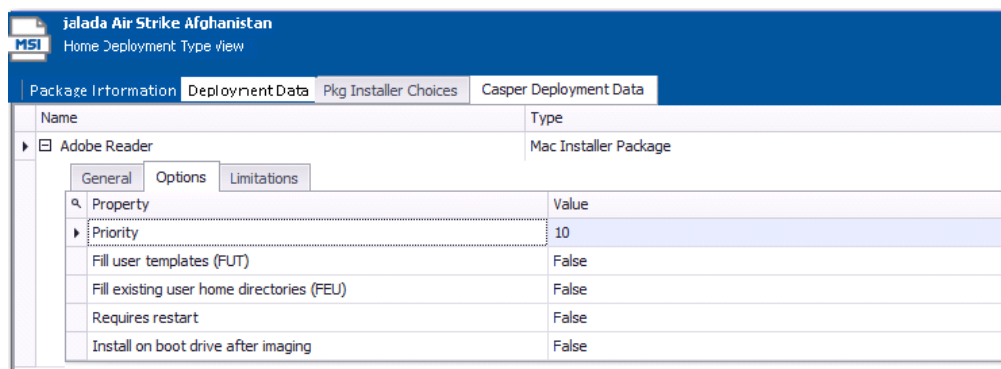 jalada Air Strike Afghanistan
MSI
Home Deployment Type View
Package Information Deployment Data Pkg Installer Choices Casper Deployment Data
Name Type
Adobe Reader Mac Installer Package
General Options Limitations
Property Value
Priority 10
Fill user templates (FUT) False
Fill existing user home directories (FEU) False
Requires restart False
Install on boot drive after imaging False